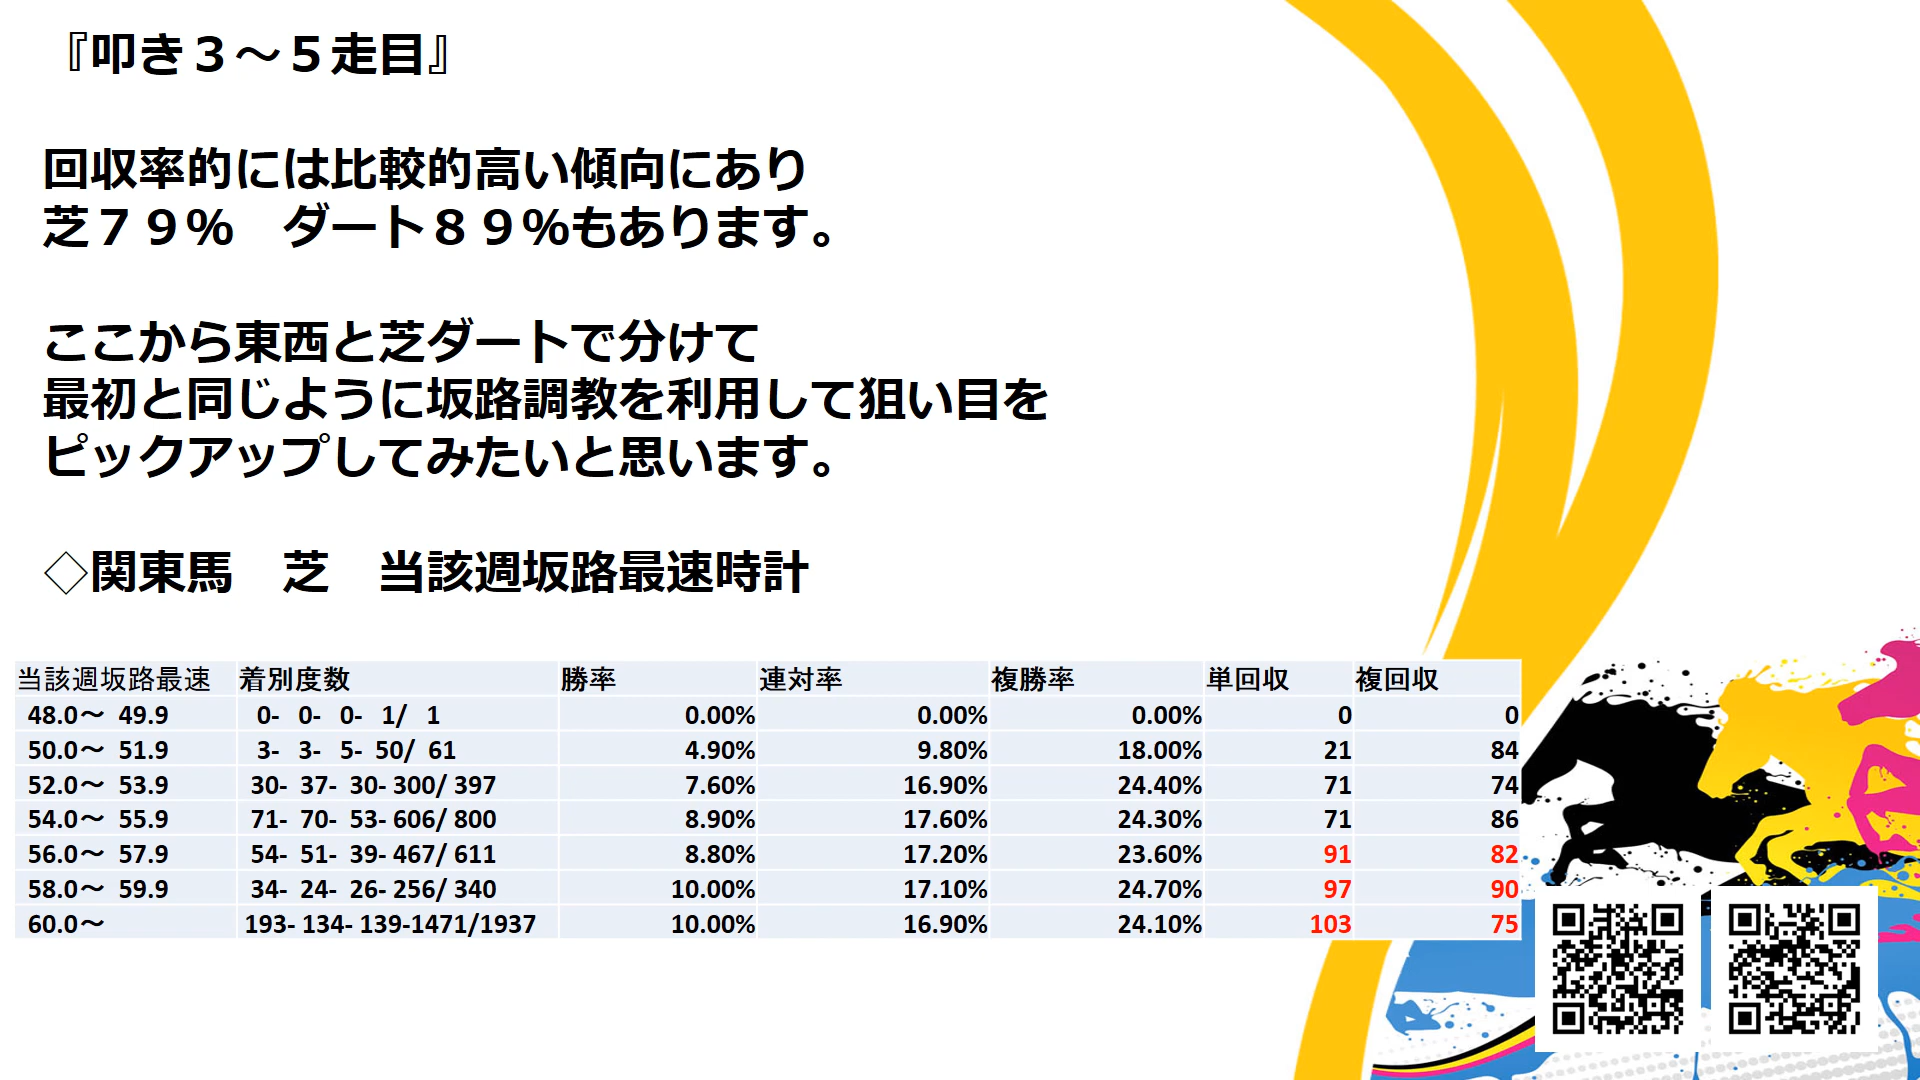 『叩き３～５走目』
回収率的には比較的高い傾向にあり
芝７９％　ダート８９％もあります。
ここから東西と芝ダートで分けて
最初と同じように坂路調教を利用して狙い目を
ピックアップしてみたいと思います。
◇関東馬　芝　当該週坂路最速時計
当該週坂路最速 着別度数 勝率 連対率 複勝率 単回収 複回収
48.0～ 49.9 0- 0- 0- 1/ 1 0.00% 0.00% 0.00% 0 0
50.0～ 51.9 3- 3- 5- 50/ 61 4.90% 9.80% 18.00% 21 84
52.0～ 53.9 30- 37- 30- 300/ 397 7.60% 16.90% 24.40% 71 74
54.0～ 55.9 71- 70- 53- 606/ 800 8.90% 17.60% 24.30% 71 86
56.0～ 57.9 54- 51- 39- 467/ 611 8.80% 17.20% 23.60% 91 82
58.0～ 59.9 34- 24- 26- 256/ 340 10.00% 17.10% 24.70% 97 90
60.0～ 193- 134- 139-1471/1937 10.00% 16.90% 24.10% 103 75